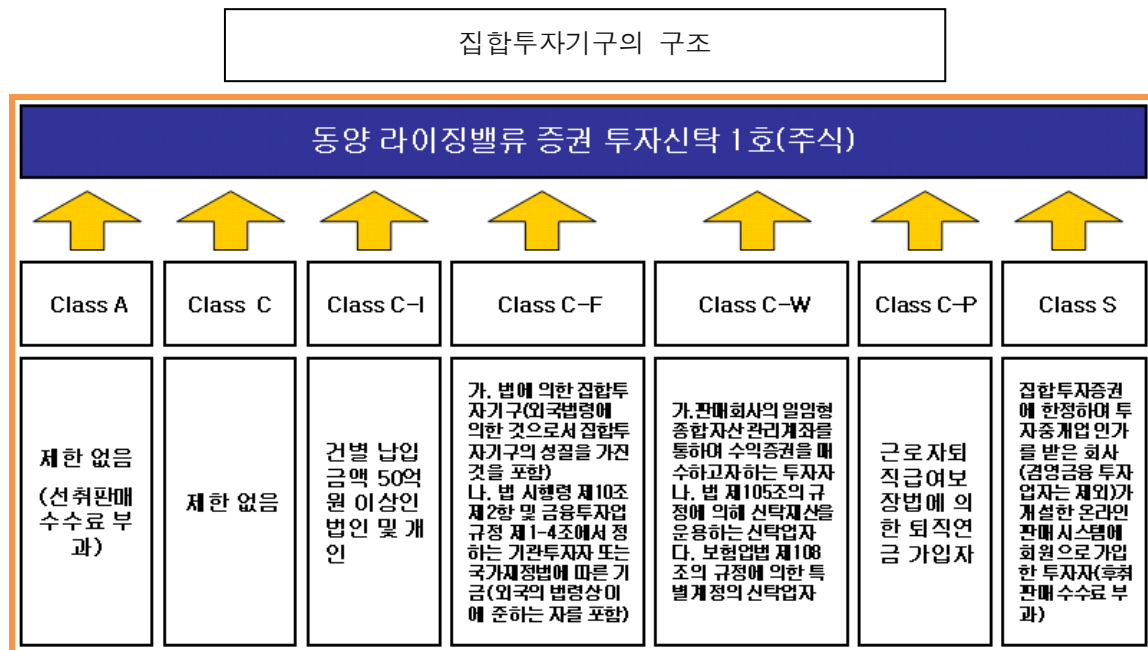 집합투자기구의 구조
동양 라이징밸류 증권 투자신탁 1호(주식)
Class A
Class C
Class C-I
Class C-F
Class C-W
Class C-P
Class S
제한 없음
(선취판매
수수료 부
과)
제한 없음
건별 납입
금액 50억
원 이상인
법인 및 개
인
가. 법에 의한 집합투
자기구(외국법령에
의한 것으로서 집합투
자기구의 성질을 가진
것을 포함)
나. 법 시행령 제10조
제2항 및 금융투자업
규정 제1-4조에서 정
하는 기관투자자 또는
국가재정법에 따른 기
금(외국의 법령상 이
에 준하는 자를 포함)
가.판매회사의 일임형
종합자산관리계좌를
통하여 수익증권을 매
수하고자하는 투자자
나. 법 제105조의 규
정에 의해 신탁재산을
운용하는 신탁업자
다. 보험업법 제108
조의 규정에 의한 특
별계정의 신탁업자
근로자퇴
직급여보
장법에 의
한 퇴직연
금 가입자
집합투자증권
에 한정하여 투
자중개업 인가
를 받은 회사
(겸영금융 투자
업자는 제외)가
개설한 온라인
판매시스템에
회원으로 가입
한 투자자(후취
판매 수수료 부
과)